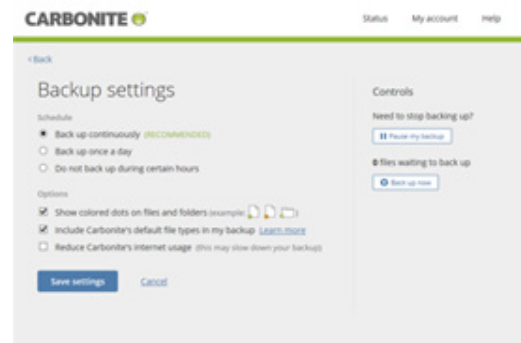 CARBONITE
Status My account Help
<Back
Backup settings
Schedule
Back up continuously (RECOMMENDED)
Back up once a day
Do not back up during certain hours
Options
Show colored dots on files and folders (example: )
Include Carbonite's default file types in my backup Learn more
Reduce Carbonite's internet usage (this may slow down your backup)
Save settings Cancel
Controls
Need to stop backing up?
Pause my backup
0 files waiting to back up
Back up now